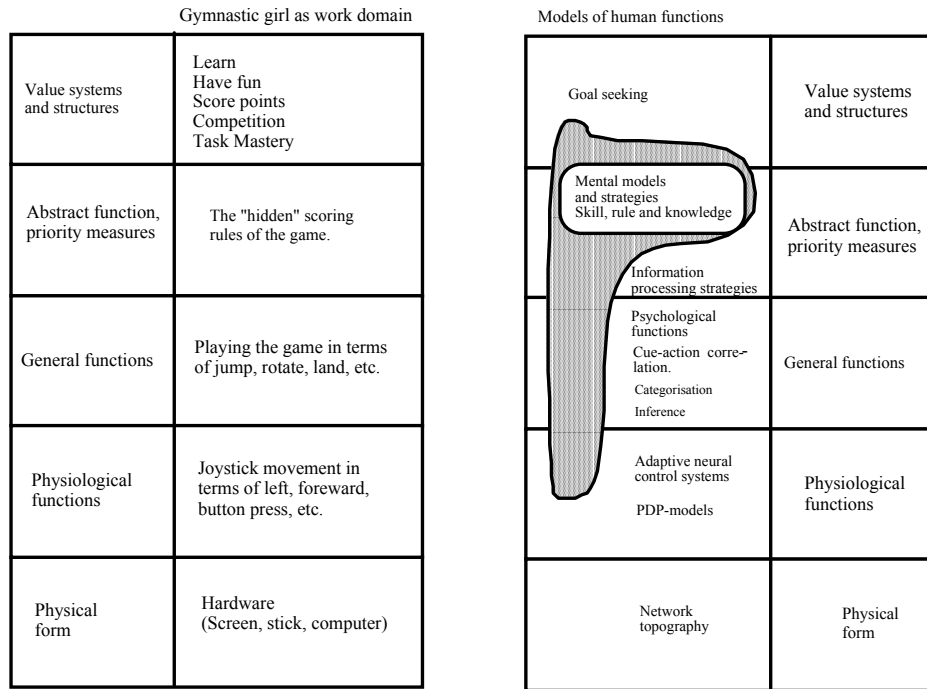 Gymnastic girl as work domain
Value systems
and structures
Learn
Have fun
Score points
Competition
Task Mastery
Abstract function,
priority measures
The "hidden" scoring
rules of the game.
General functions
Playing the game in terms
of jump, rotate, land, etc.
Physiological
functions
Joystick movement in
terms of left, foreward,
button press, etc.
Physical
form
Hardware
(Screen, stick, computer)
Models of human functions
Goal seeking
Value systems
and structures
Mental models
and strategies
Skill, rule and knowledge
Information
processing strategies
Abstract function,
priority measures
Psychological
functions
Cue-action corre-
lation.
Categorisation
Inference
General functions
Adaptive neural
control systems
PDP-models
Physiological
functions
Network
topography
Physical
form